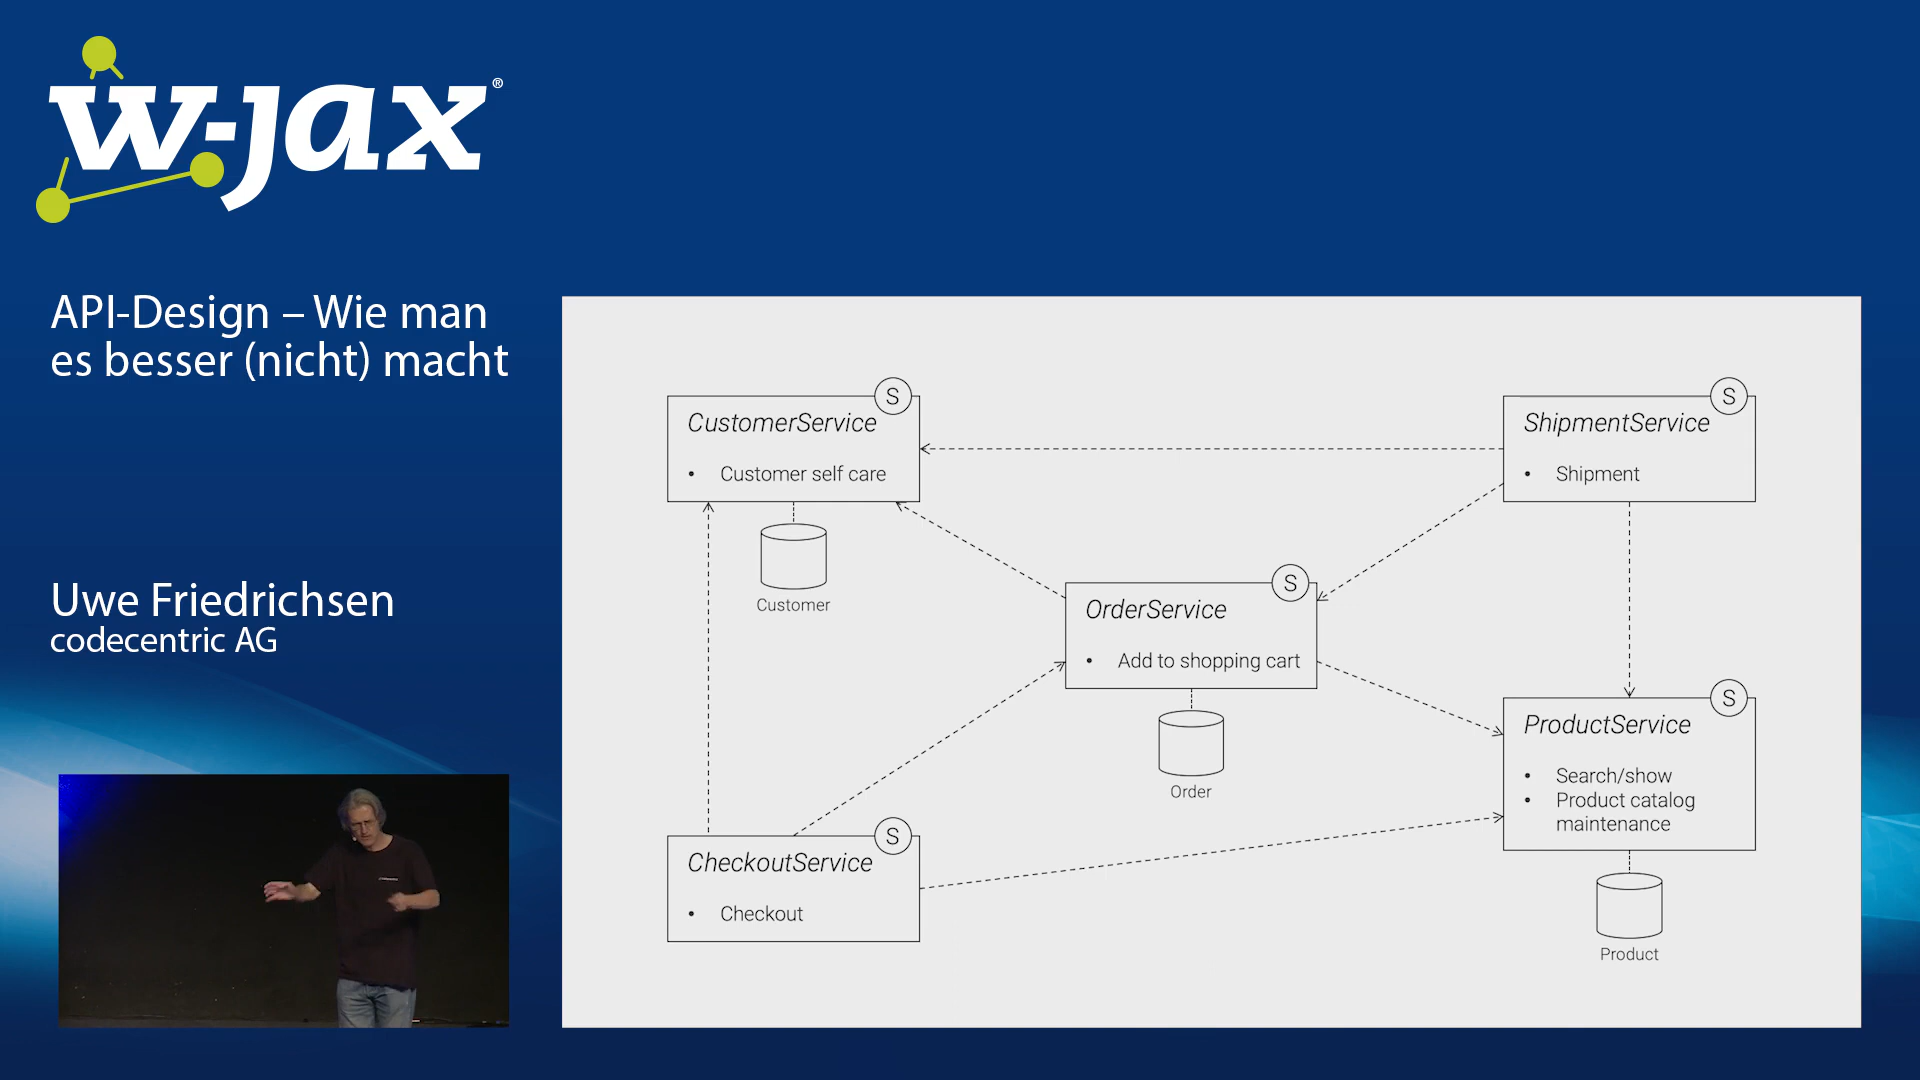 w-jax®
API-Design – Wie man
es besser (nicht) macht
Uwe Friedrichsen
codecentric AG
S
CustomerService
• Customer self care
Customer
S
ShipmentService
• Shipment
S
OrderService
• Add to shopping cart
Order
S
ProductService
• Search/show
• Product catalog
maintenance
Product
S
CheckoutService
• Checkout